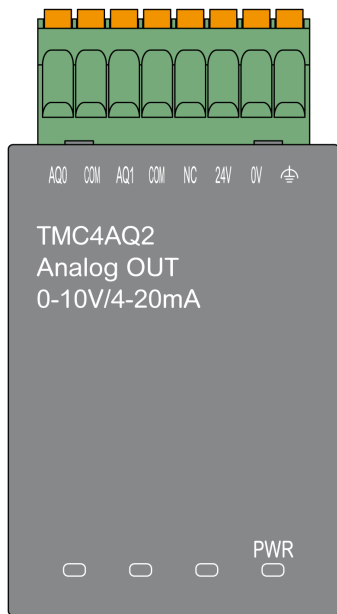 AQ0 COM AQ1 COM NC 24V 0V
TMC4AQ2
Analog OUT
0-10V/4-20mA
PWR